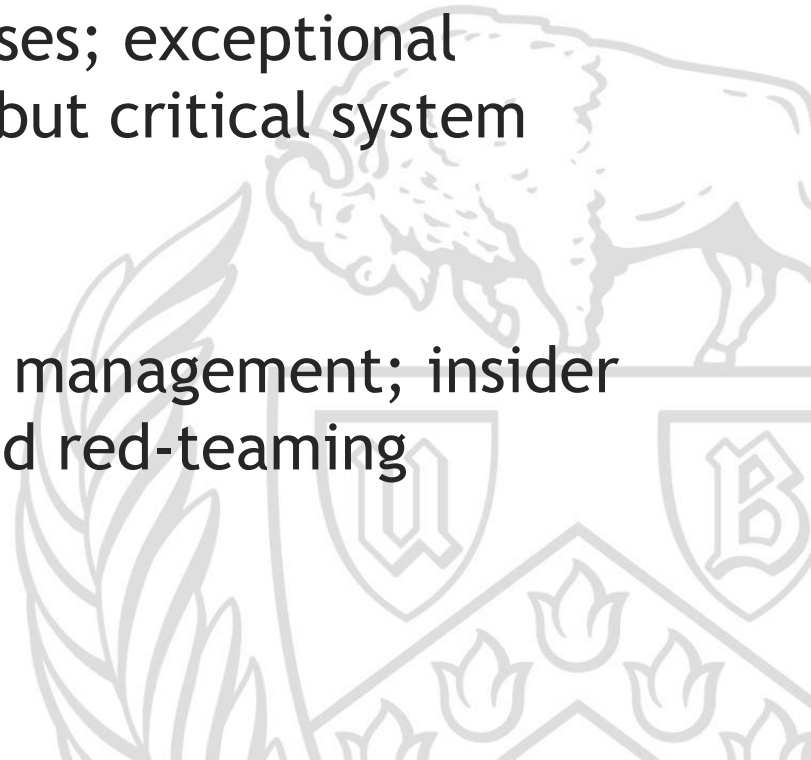 ses; exceptional
but critical system
management; insider
d red-teaming
U B